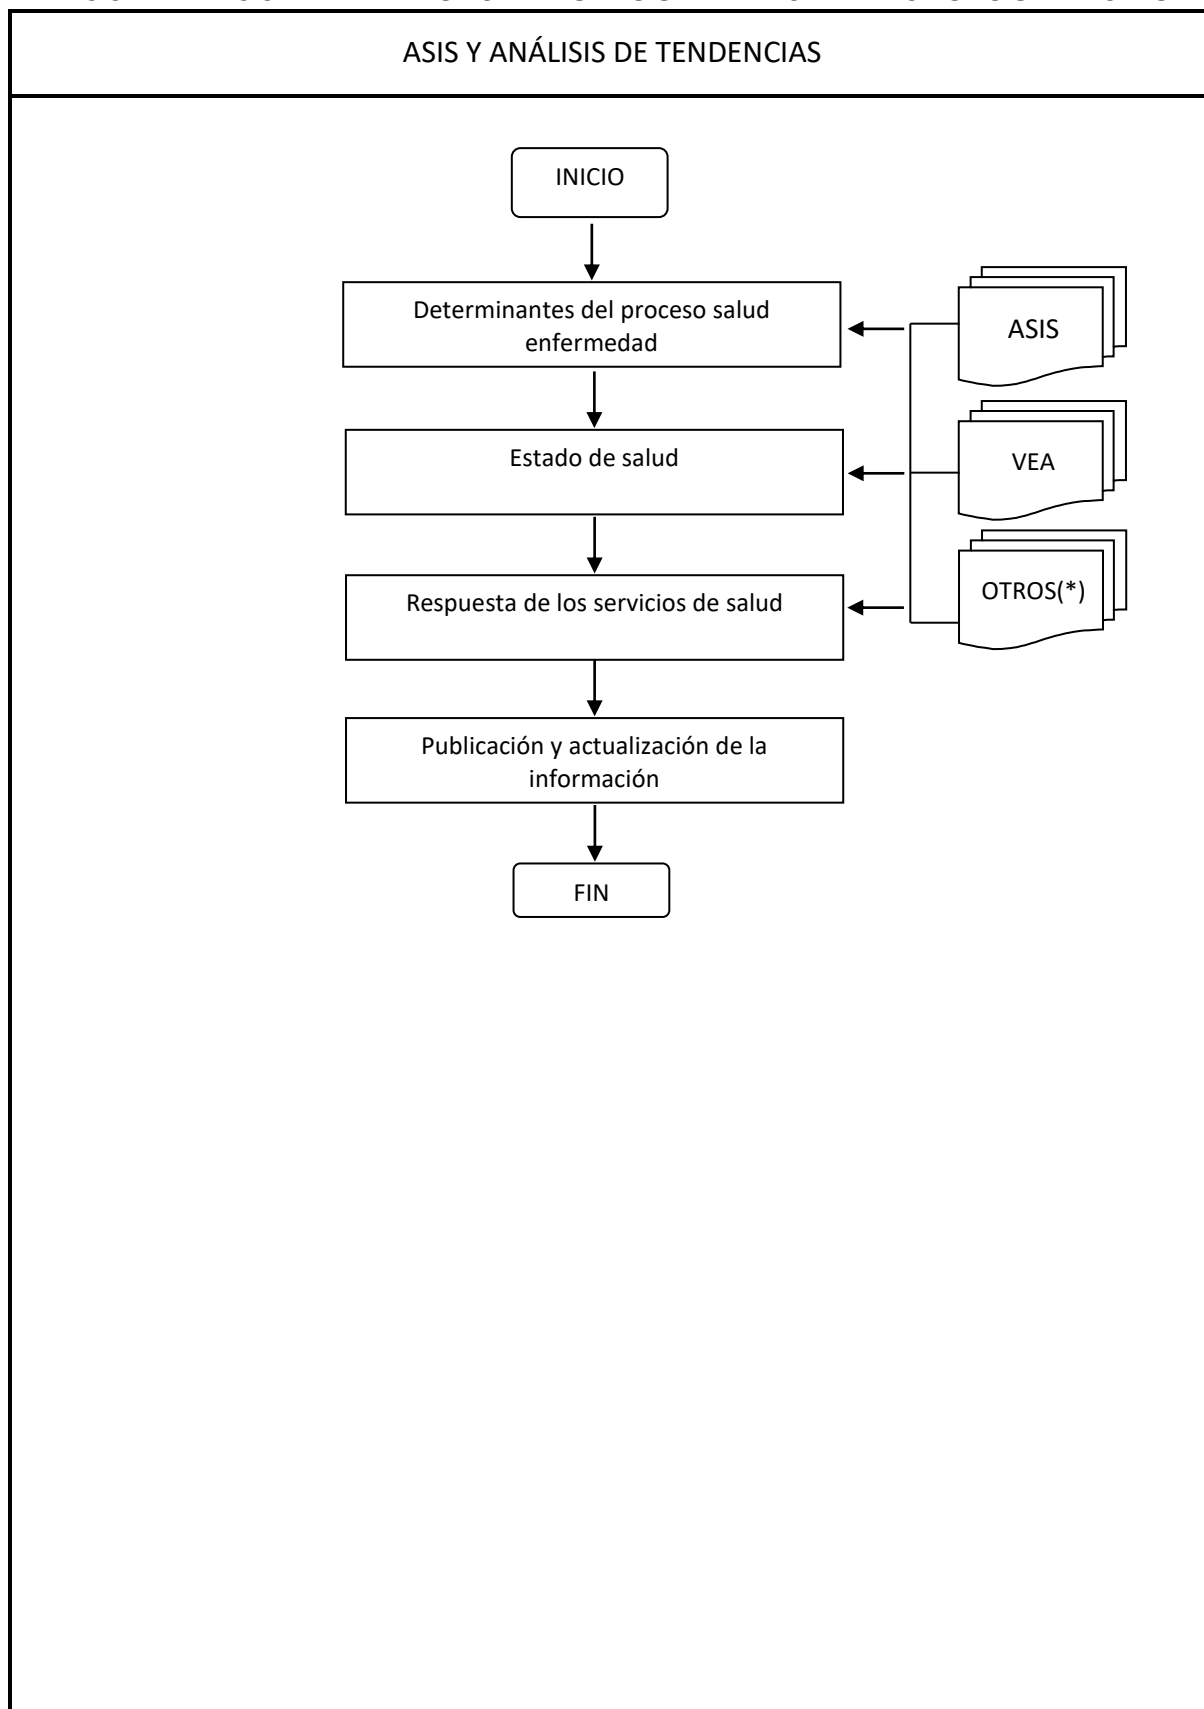 ASIS Y ANÁLISIS DE TENDENCIAS
INICIO
Determinantes del proceso salud
enfermedad
ASIS
Estado de salud
VEA
Respuesta de los servicios de salud
OTROS(*)
Publicación y actualización de la
información
FIN